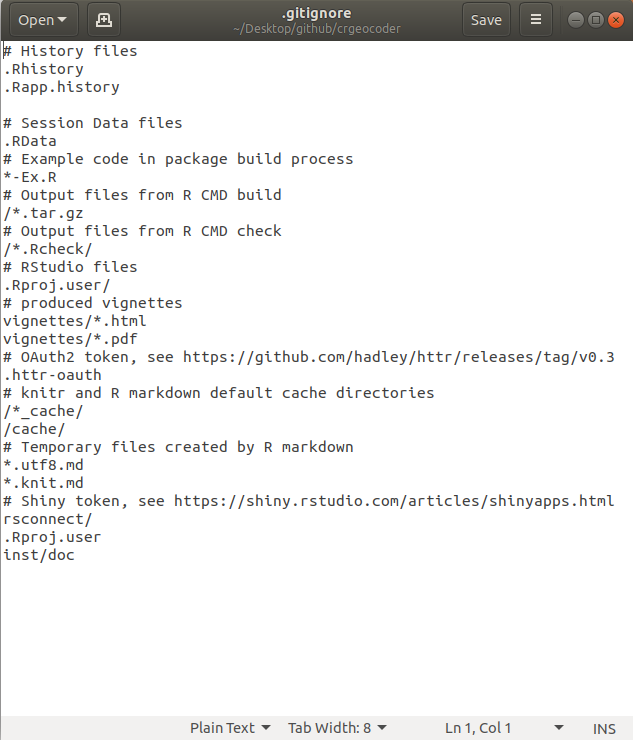 Open
.gitignore
~/Desktop/github/crgeocoder
Save
# History files
.Rhistory
.Rapp.history
# Session Data files
.RData
# Example code in package build process
*-Ex.R
# Output files from R CMD build
/*.tar.gz
# Output files from R CMD check
/*.Rcheck/
# RStudio files
.Rproj.user/
# produced vignettes
vignettes/*.html
vignettes/*.pdf
# OAuth2 token, see https://github.com/hadley/httr/releases/tag/v0.3
.httr-oauth
# knitr and R markdown default cache directories
/*_cache/
/cache/
# Temporary files created by R markdown
*.utf8.md
*.knit.md
# Shiny token, see https://shiny.rstudio.com/articles/shinyapps.html
rsconnect/
.Rproj.user
inst/doc
Plain Text Tab Width: 8 Ln 1, Col 1 INS